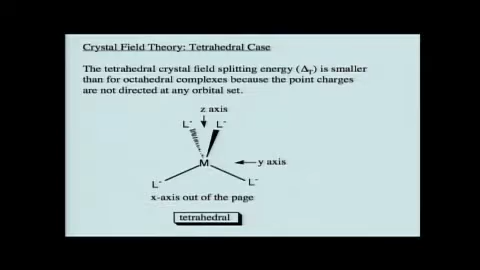 Crystal Field Theory: Tetrahedral Case
The tetrahedral crystal field splitting energy (ΔT) is smaller
than for octahedral complexes because the point charges
are not directed at any orbital set.
z axis
L- L-
M y axis
L- L-
x-axis out of the page
tetrahedral